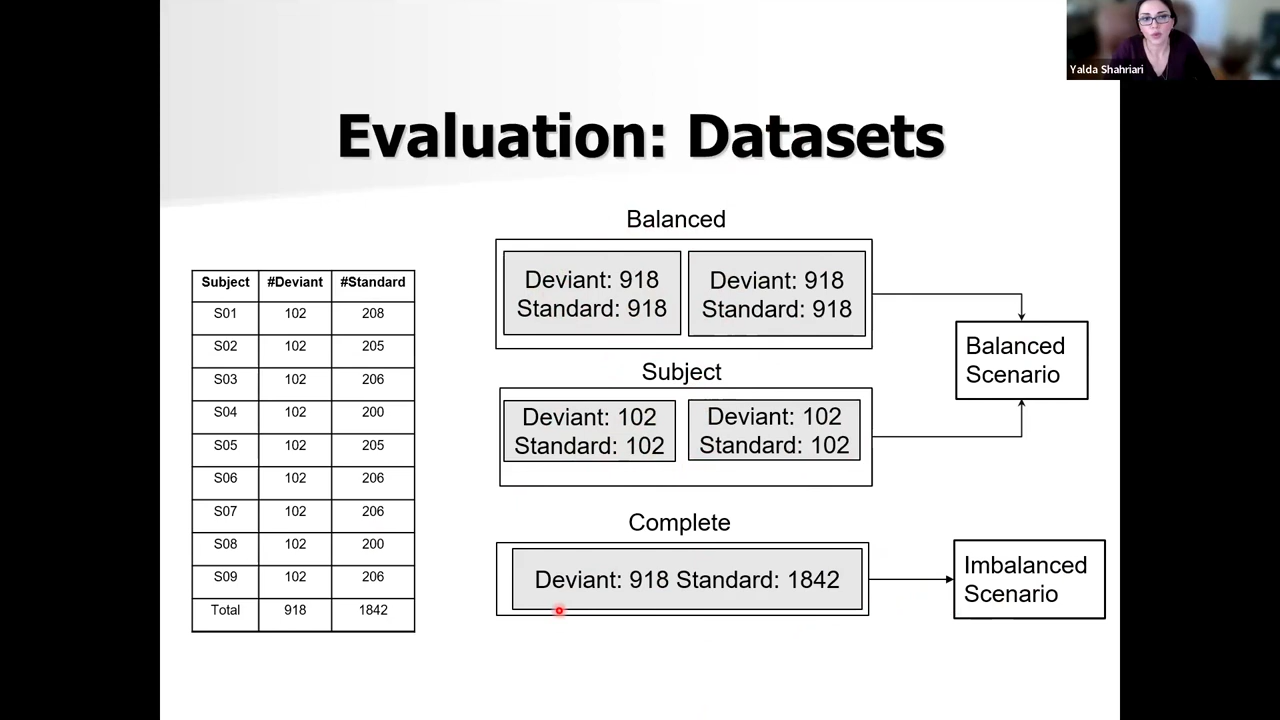 Yalda Shahriari
Evaluation: Datasets
Subject #Deviant #Standard
S01 102 208
S02 102 205
S03 102 206
S04 102 200
S05 102 205
S06 102 206
S07 102 206
S08 102 200
S09 102 206
Total 918 1842
Balanced
Deviant: 918
Standard: 918
Deviant: 918
Standard: 918
Subject
Deviant: 102
Standard: 102
Deviant: 102
Standard: 102
Balanced
Scenario
Complete
Deviant: 918 Standard: 1842
Imbalanced
Scenario